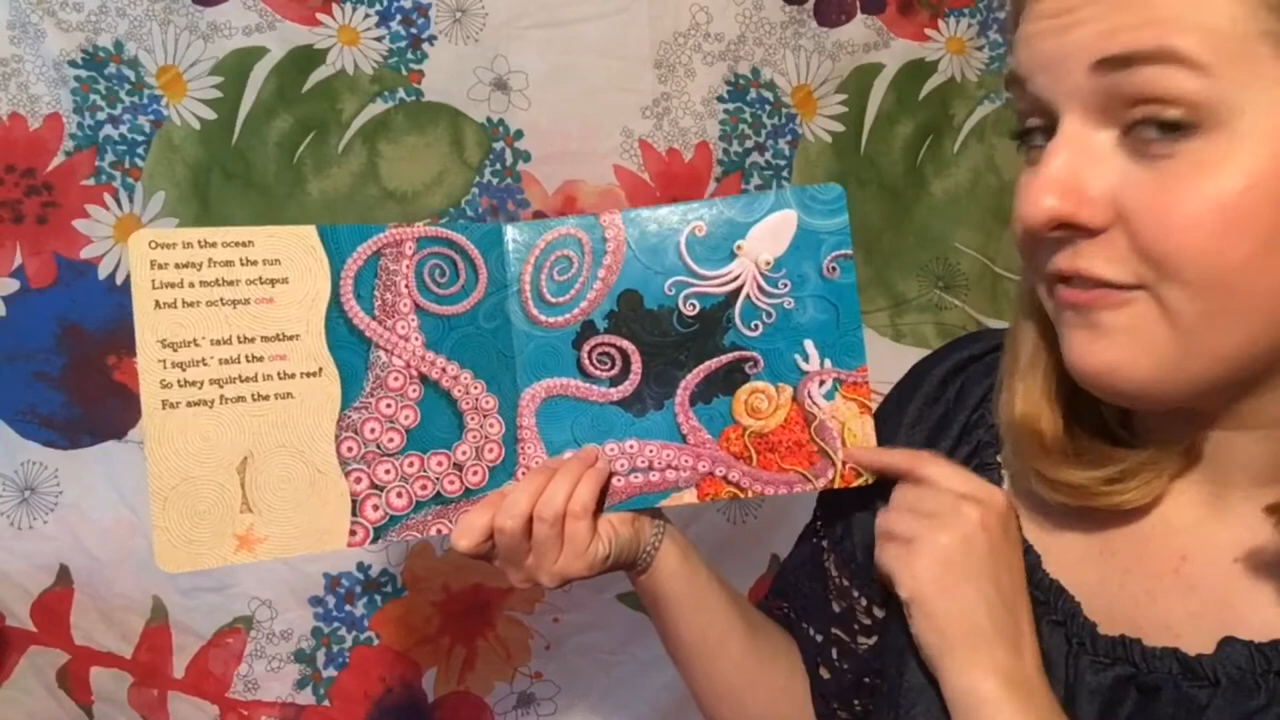 Over in the ocean
Far away from the sun
Lived a mother octopus
And her octopus one.
"Squirt," said the mother.
"I squirt," said the one.
So they squirted in the reef
Far away from the sun.
1